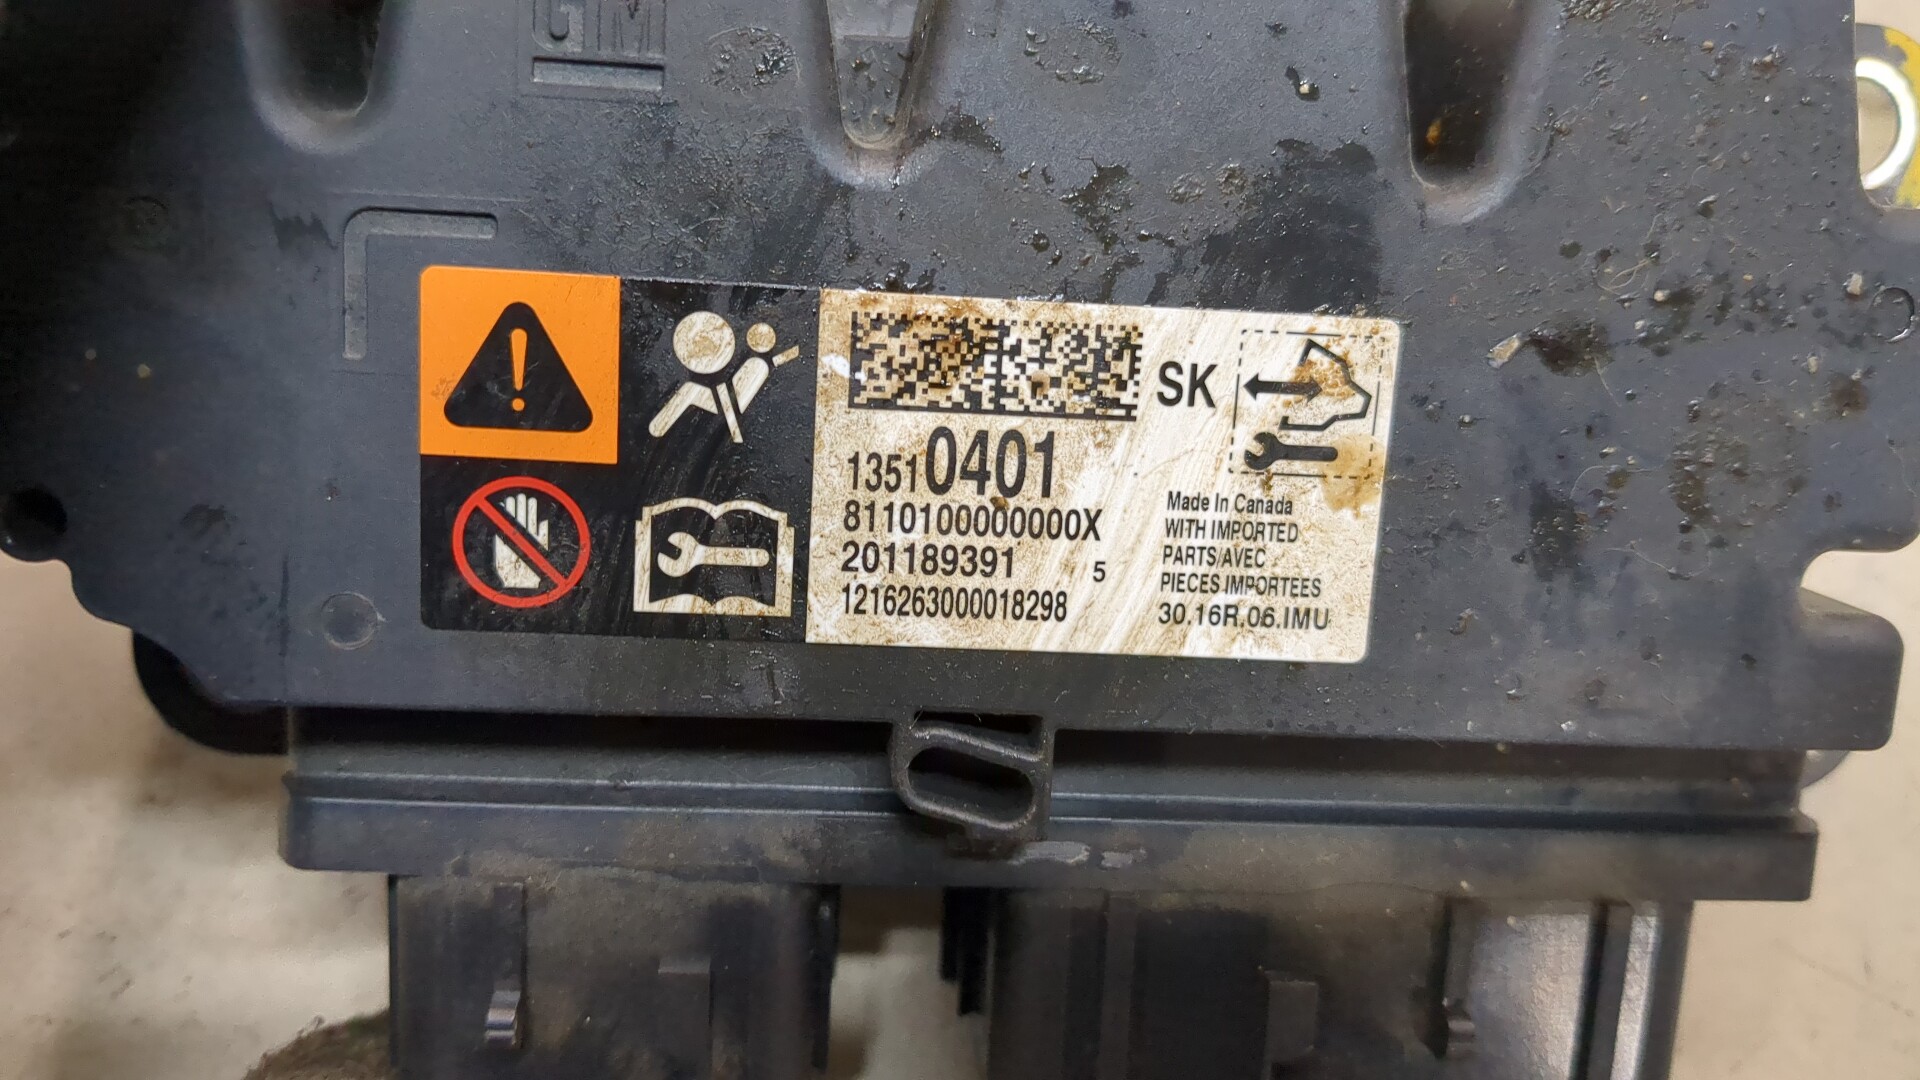 GM
SK
13510401
8110100000000X
201189391 5
1216263000018298
Made In Canada
WITH IMPORTED
PARTS/AVEC
PIECES IMPORTEES
30.16R.06.IMU